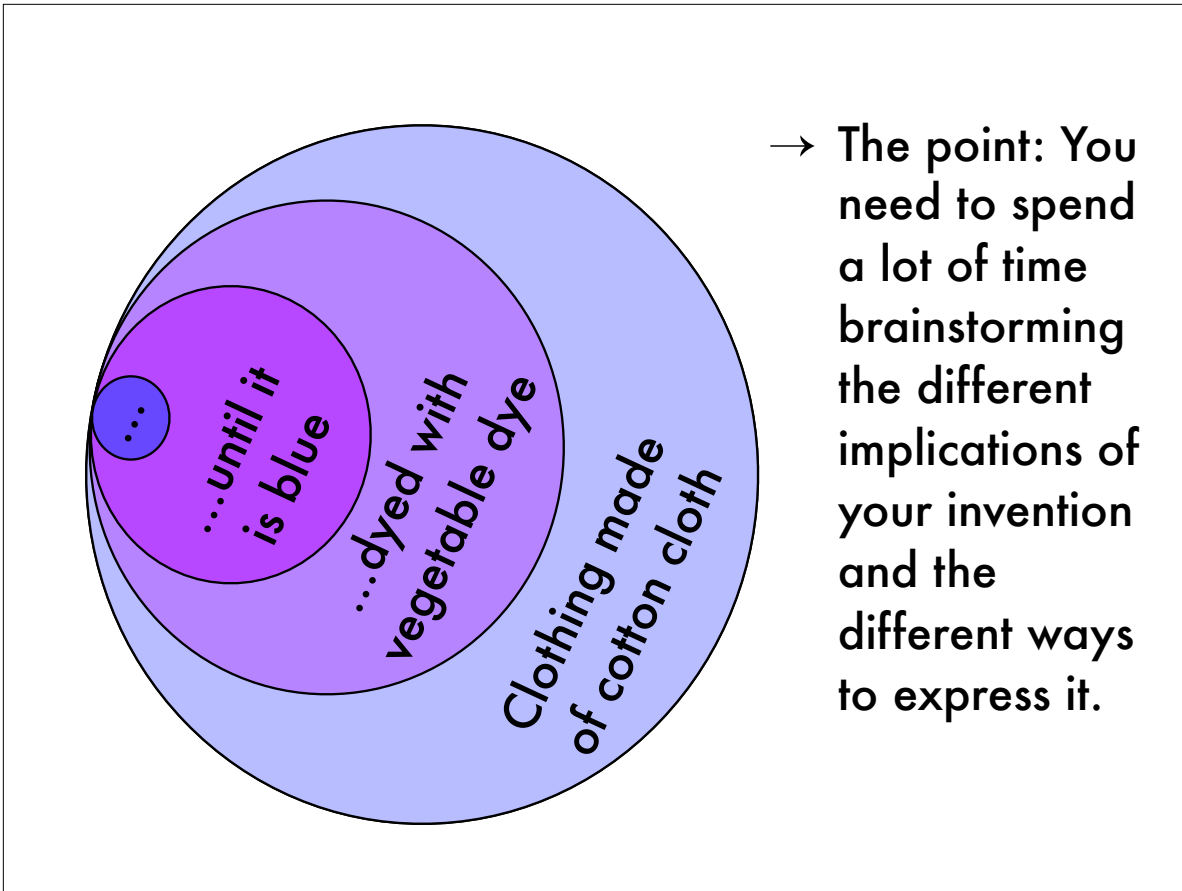 ...
...until it
is blue
...dyed with
vegetable dye
Clothing made
of cotton cloth
→ The point: You
need to spend
a lot of time
brainstorming
the different
implications of
your invention
and the
different ways
to express it.